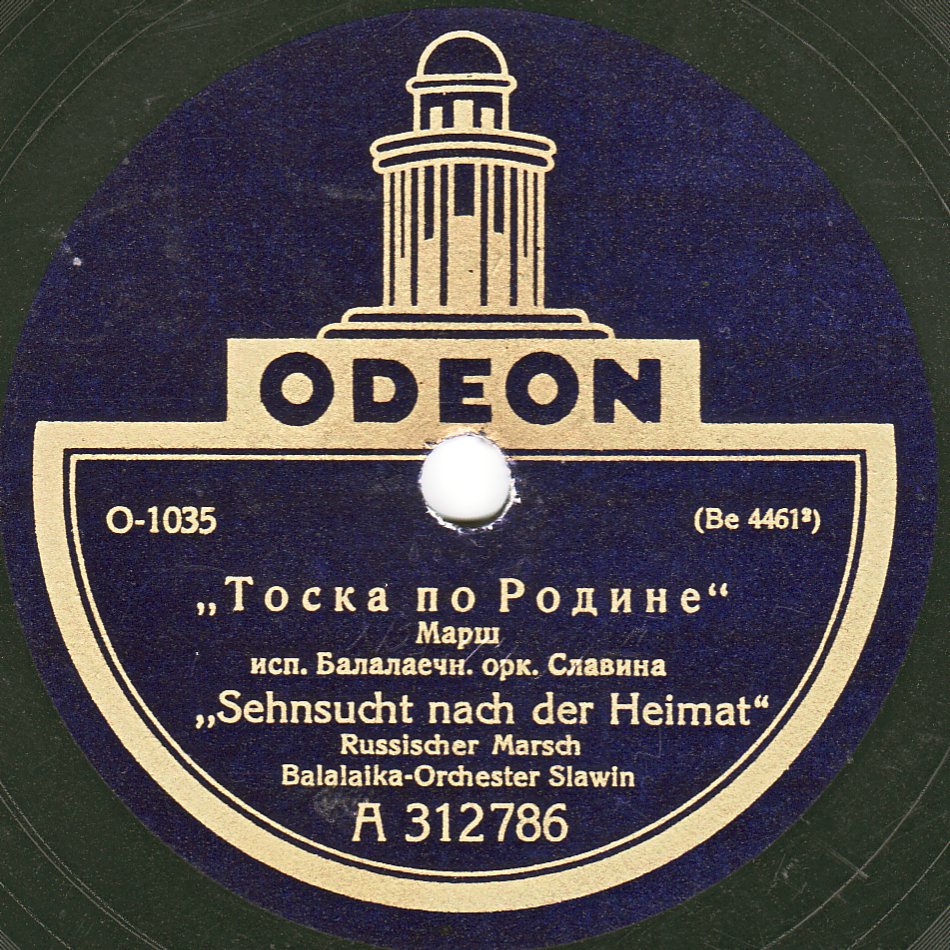 ODEON
O-1035
(Be 4461²)
„Тоска по Родине“
Марш
исп. Балалаечн. орк. Славина
„Sehnsucht nach der Heimat“
Russischer Marsch
Balalaika-Orchester Slawin
A 312786